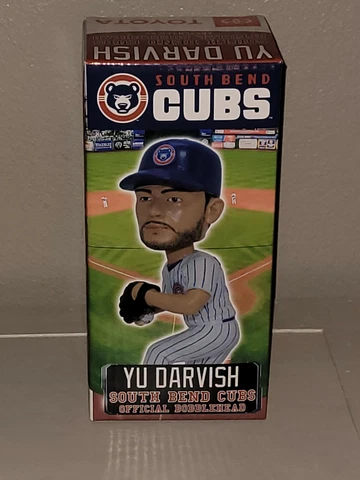 TOYOTA
YU DARVISH
SOUTH BEND
CUBS
YU DARVISH
SOUTH BEND CUBS
OFFICIAL BOBBLEHEAD